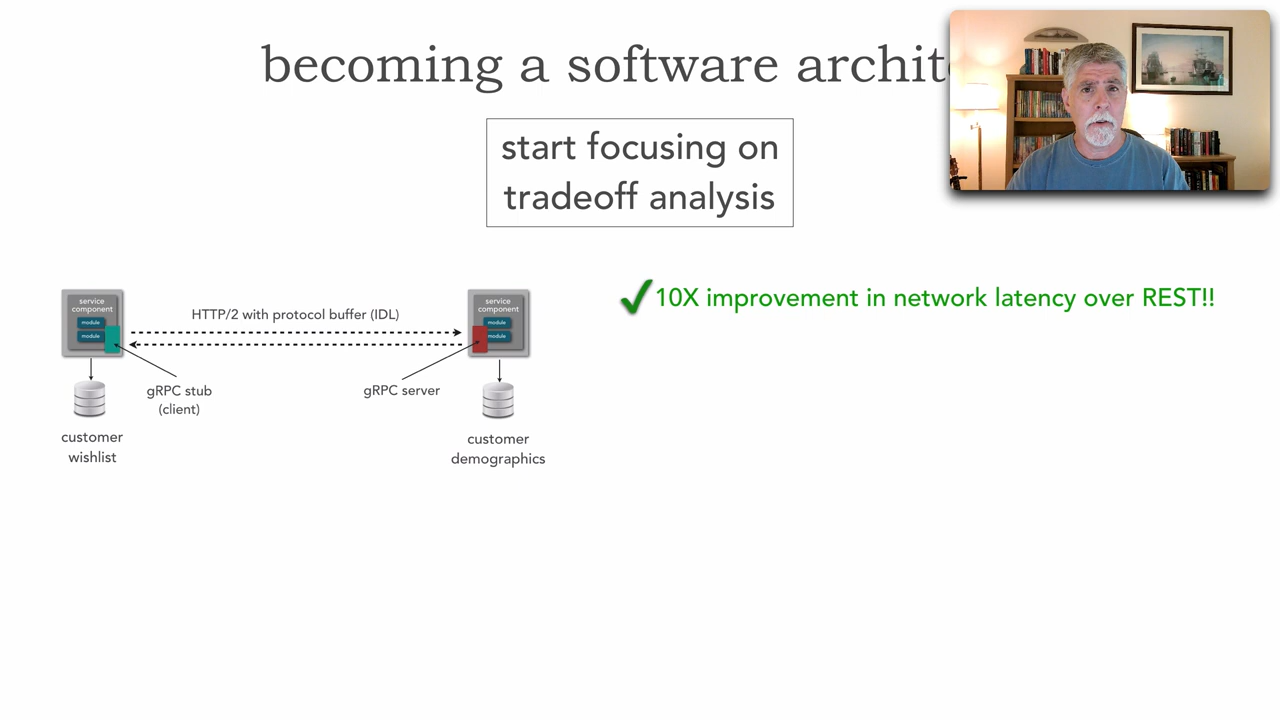 becoming a software archite
start focusing on
tradeoff analysis
10X improvement in network latency over REST!!
service
component
module
module
HTTP/2 with protocol buffer (IDL)
service
component
module
module
gRPC stub
(client)
gRPC server
customer
wishlist
customer
demographics